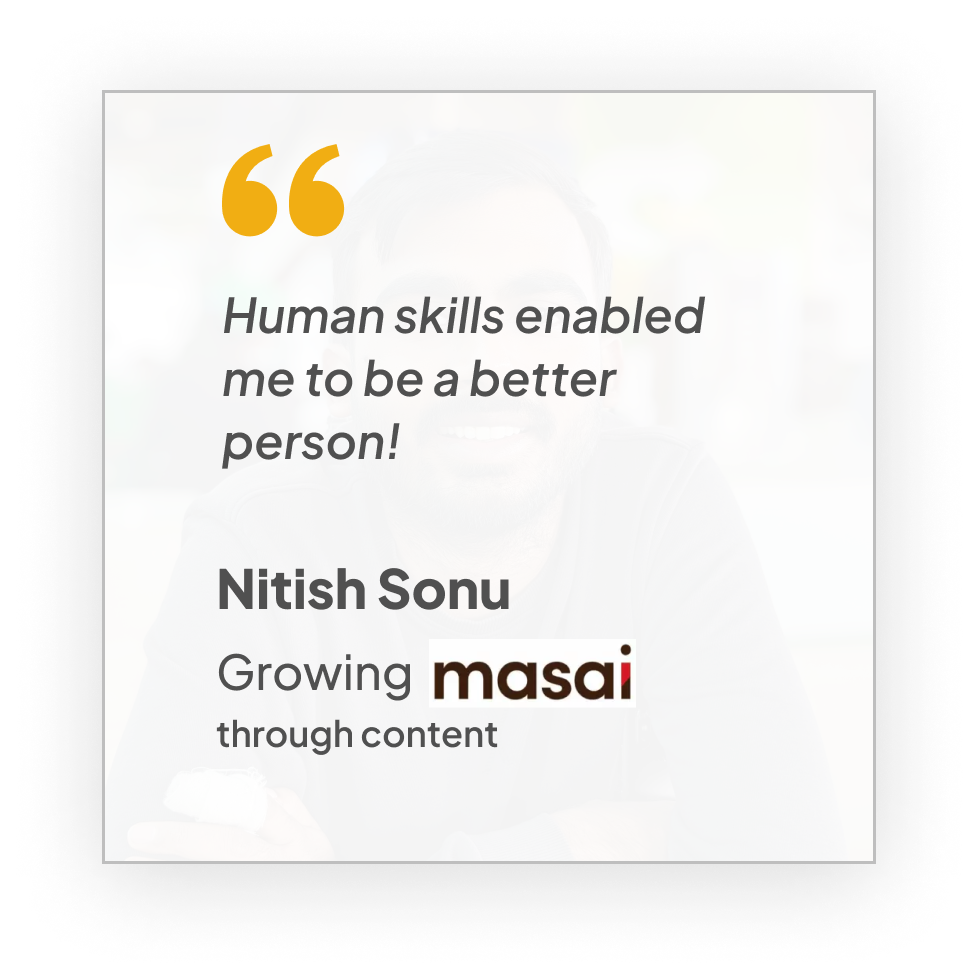 “
Human skills enabled
me to be a better
person!
Nitish Sonu
Growing masai
through content